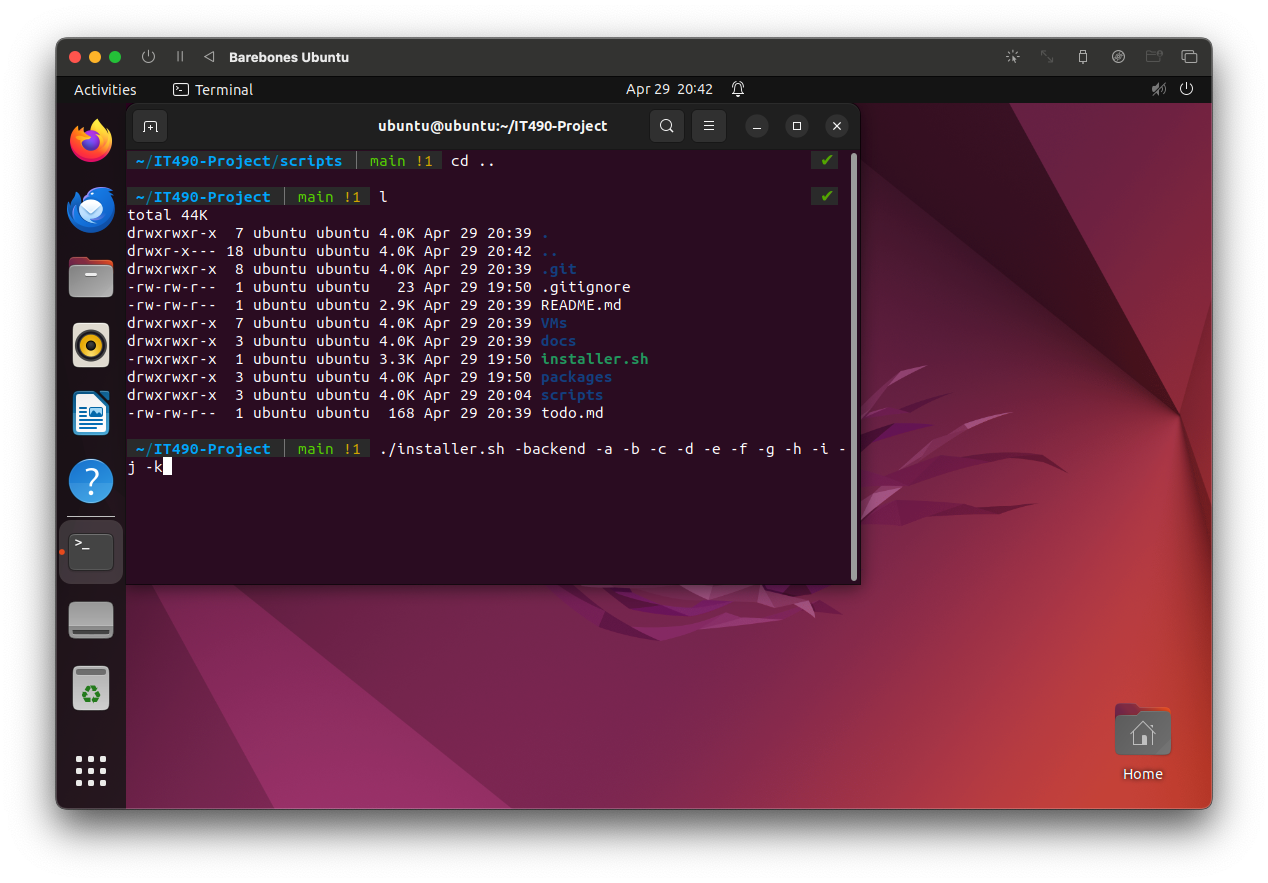 Barebones Ubuntu
Activities Terminal Apr 29 20:42
ubuntu@ubuntu:~/IT490-Project
~/IT490-Project/scripts main !1 cd .. ✔
~/IT490-Project main !1 l ✔
total 44K
drwxrwxr-x 7 ubuntu ubuntu 4.0K Apr 29 20:39 .
drwxr-x--- 18 ubuntu ubuntu 4.0K Apr 29 20:42 ..
drwxrwxr-x 8 ubuntu ubuntu 4.0K Apr 29 20:39 .git
-rw-rw-r-- 1 ubuntu ubuntu 23 Apr 29 19:50 .gitignore
-rw-rw-r-- 1 ubuntu ubuntu 2.9K Apr 29 20:39 README.md
drwxrwxr-x 7 ubuntu ubuntu 4.0K Apr 29 20:39 VMs
drwxrwxr-x 3 ubuntu ubuntu 4.0K Apr 29 20:39 docs
-rwxrwxr-x 1 ubuntu ubuntu 3.3K Apr 29 19:50 installer.sh
drwxrwxr-x 3 ubuntu ubuntu 4.0K Apr 29 19:50 packages
drwxrwxr-x 3 ubuntu ubuntu 4.0K Apr 29 20:04 scripts
-rw-rw-r-- 1 ubuntu ubuntu 168 Apr 29 20:39 todo.md
~/IT490-Project main !1 ./installer.sh -backend -a -b -c -d -e -f -g -h -i -
j -k
Home